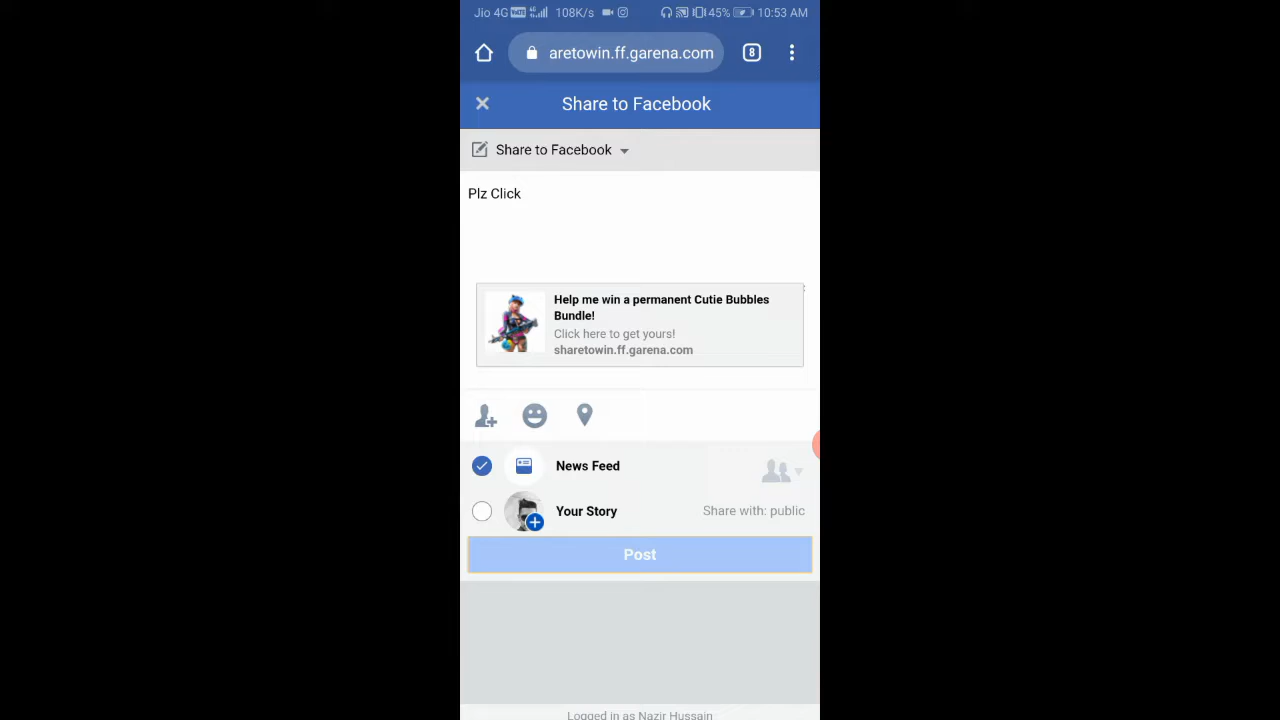 Jio 4G VoLTE 4G 108K/s 45% 10:53 AM
aretowin.ff.garena.com 8
Share to Facebook
Share to Facebook
Plz Click
Help me win a permanent Cutie Bubbles
Bundle!
Click here to get yours!
sharetowin.ff.garena.com
News Feed
Your Story Share with: public
Post
Logged in as Nazir Hussain